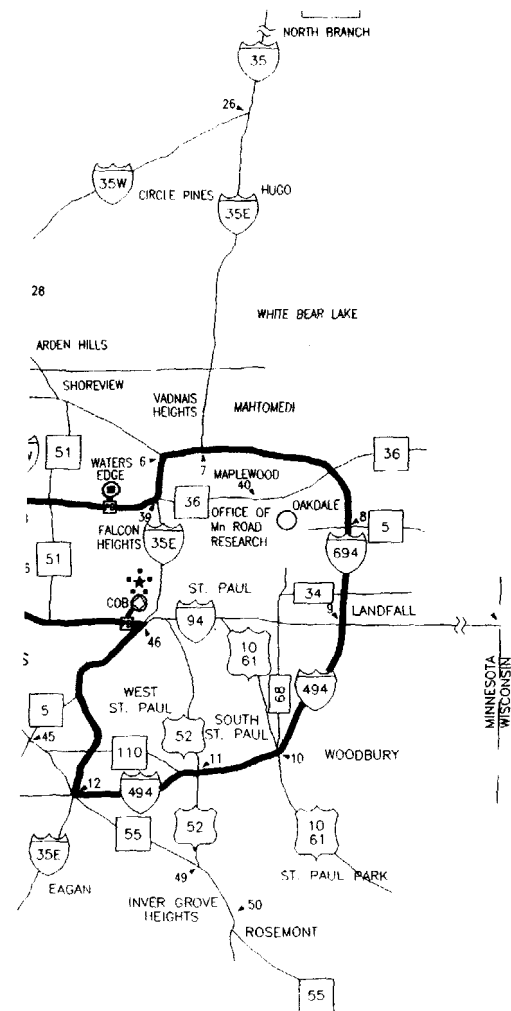 NORTH BRANCH
35
26
35W
CIRCLE PINES
HUGO
35E
28
WHITE BEAR LAKE
ARDEN HILLS
SHOREVIEW
VADNAIS
HEIGHTS
MAHTOMEDI
51
6
7
36
WATERS
EDGE
MAPLEWOOD
40
36
39
OFFICE OF
Mn ROAD
RESEARCH
OAKDALE
8
5
FALCON
HEIGHTS
35E
694
51
ST. PAUL
34
COB
9
LANDFALL
94
46
10
61
MINNESOTA
WISCONSIN
68
494
WEST
ST. PAUL
5
45
52
SOUTH
ST. PAUL
110
11
10
WOODBURY
12
494
55
52
10
61
35E
49
ST. PAUL PARK
EAGAN
INVER GROVE
HEIGHTS
50
ROSEMONT
55